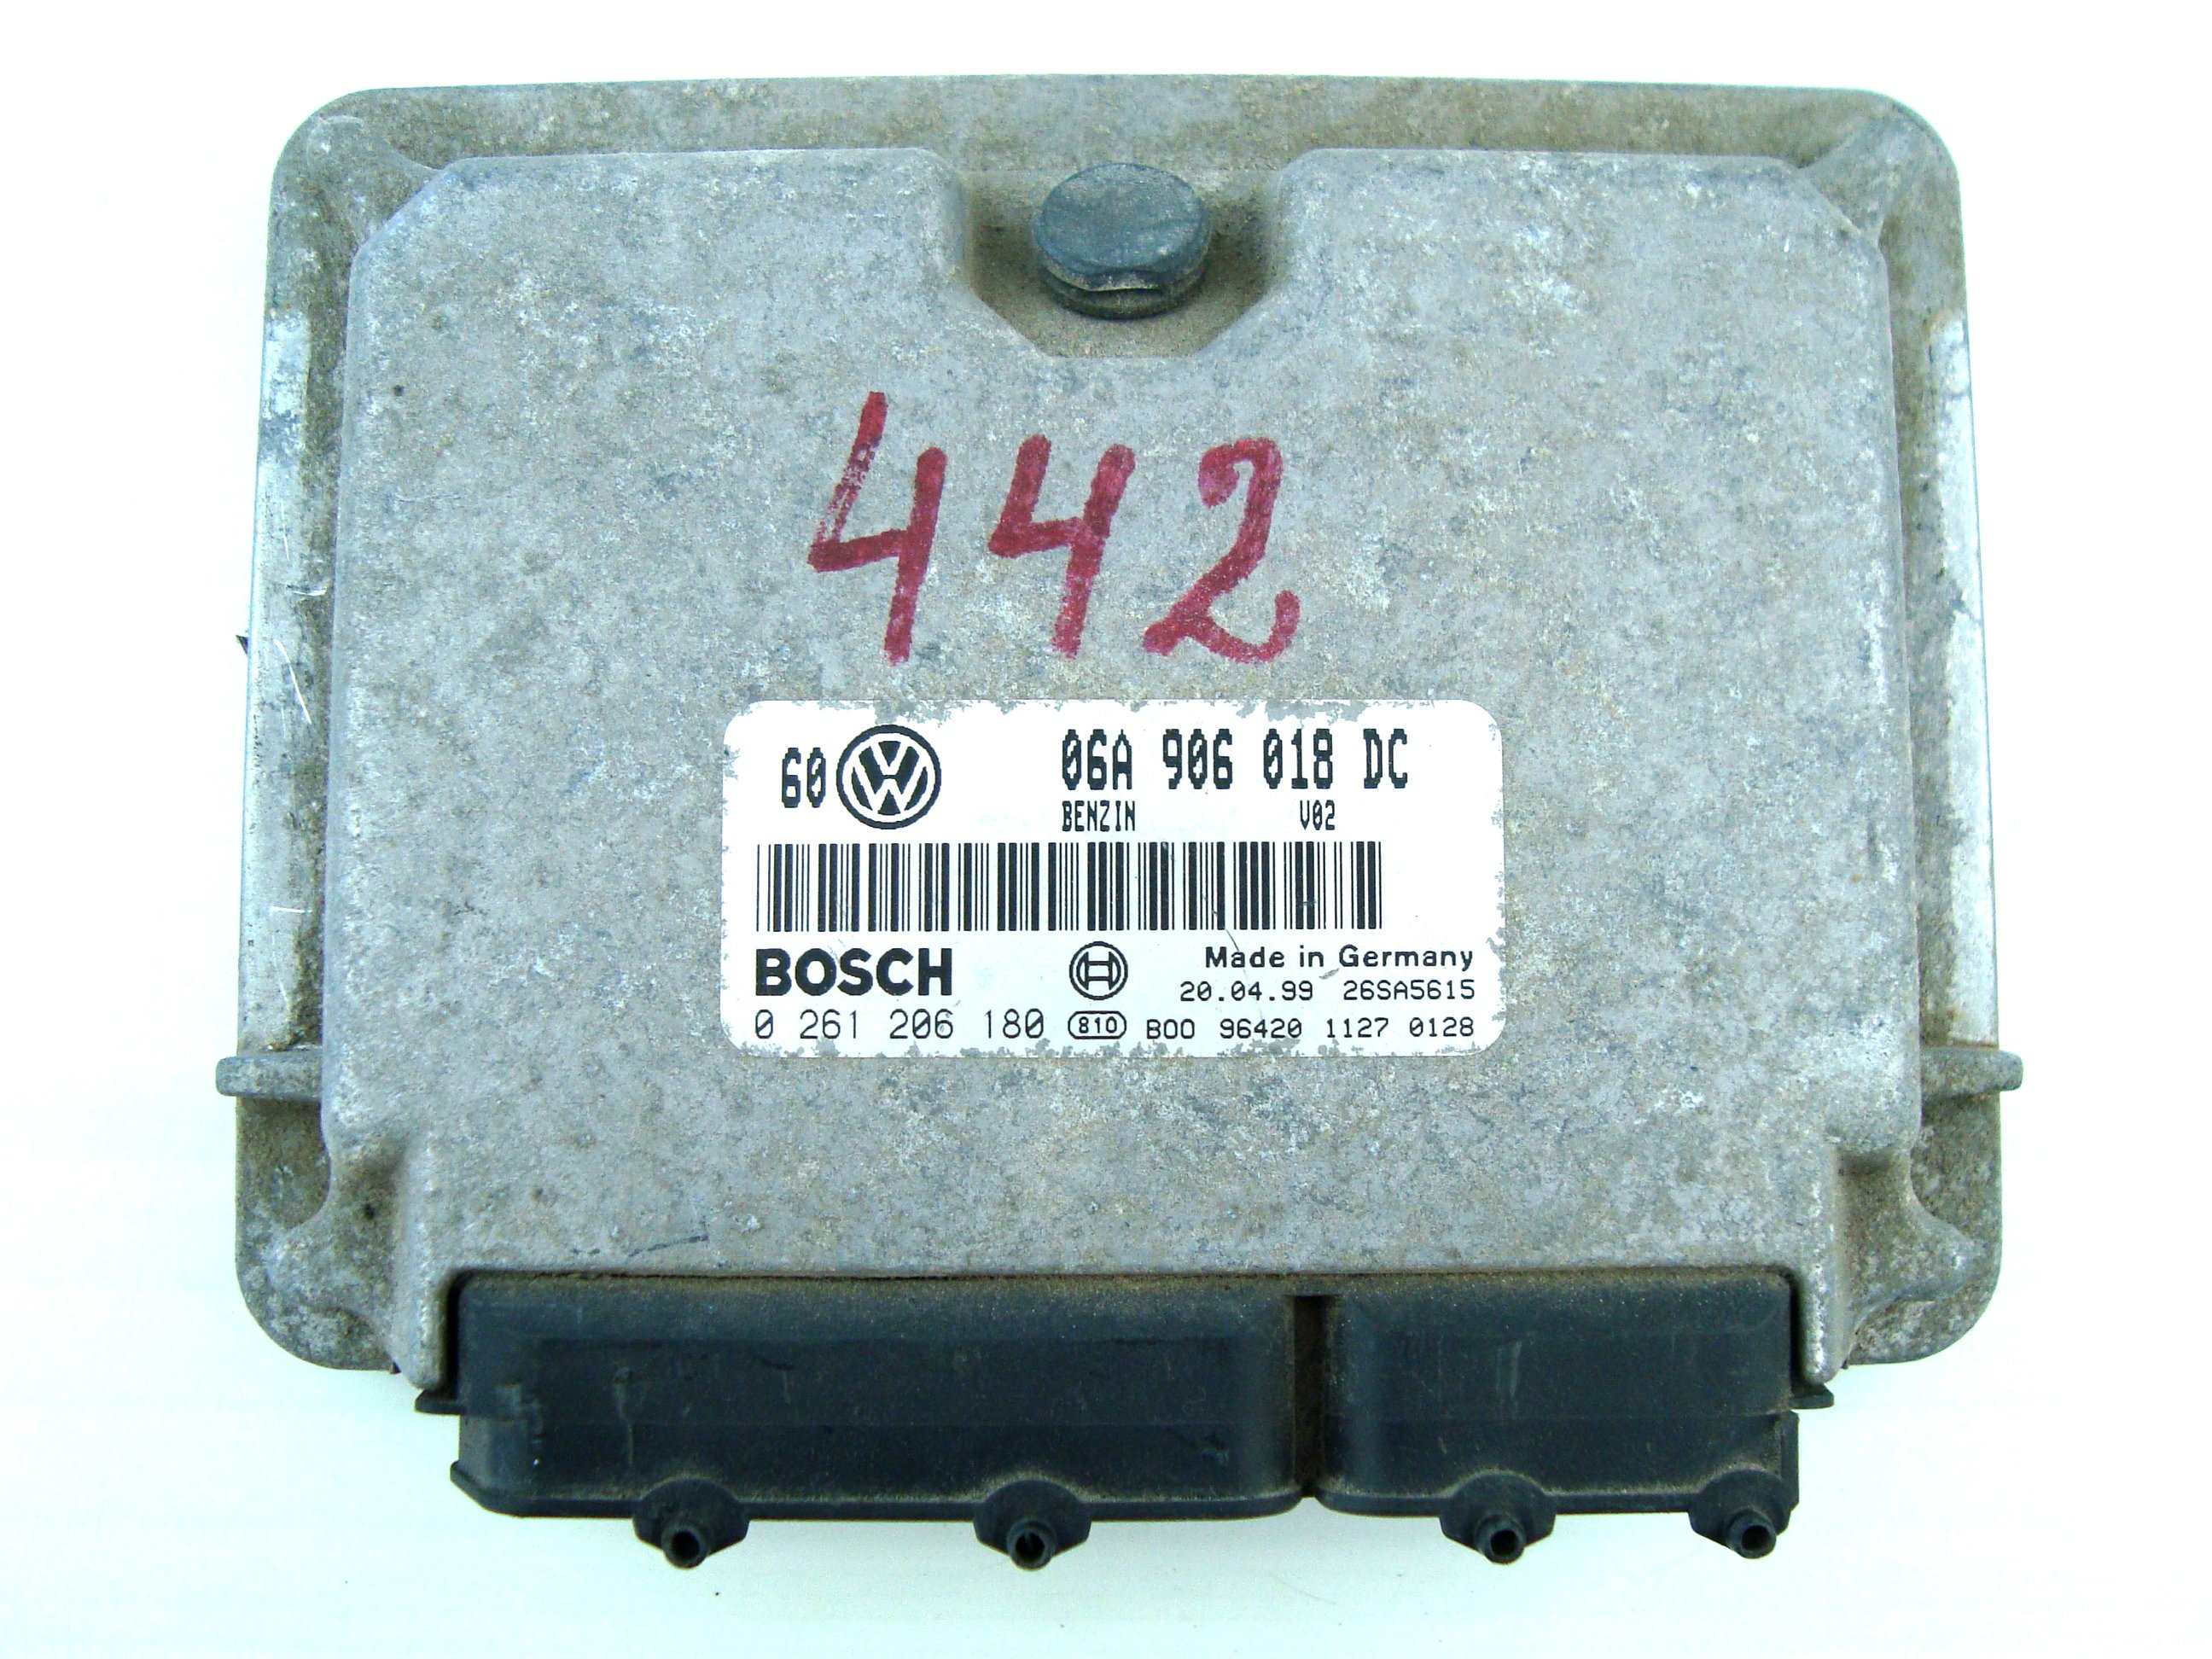 442
60 06A 906 018 DC
BENZIN V02
BOSCH Made in Germany
20.04.99 26SA5615
0 261 206 180 810 B00 96420 1127 0128